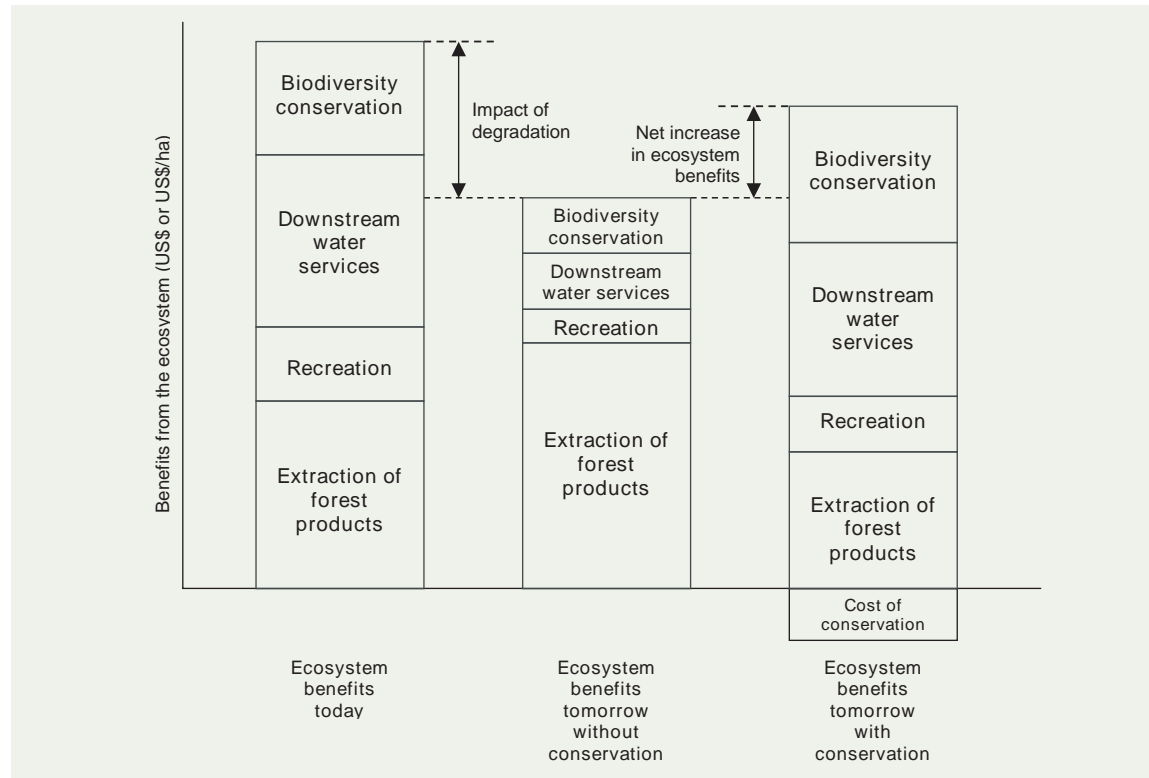 Benefits from the ecosystem (US$ or US$/ha)
Biodiversity
conservation
Downstream
water
services
Recreation
Extraction of
forest
products
Impact of
degradation
Biodiversity
conservation
Downstream
water services
Recreation
Extraction of
forest
products
Net increase
in ecosystem
benefits
Biodiversity
conservation
Downstream
water
services
Recreation
Extraction of
forest
products
Cost of
conservation
Ecosystem
benefits
today
Ecosystem
benefits
tomorrow
without
conservation
Ecosystem
benefits
tomorrow
with
conservation